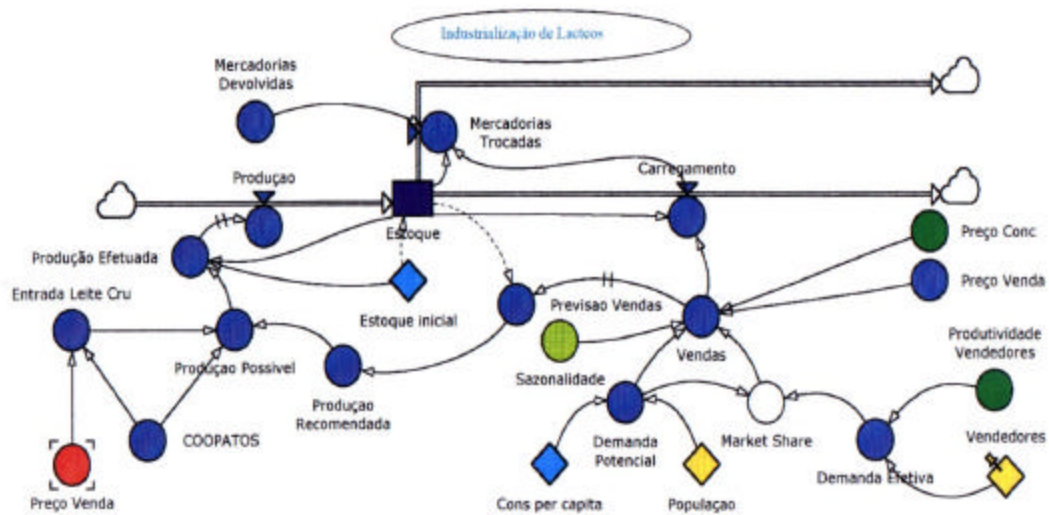 Industrialização de Lacteos
Mercadorias
Devolvidas
Mercadorias
Trocadas
Produçao
Carregamento
Estoque
Preço Conc
Produção Efetuada
Preço Venda
Entrada Leite Cru
Estoque inicial
Previsao Vendas
Produtividade
Vendedores
Vendas
Produçao Possivel
Sazonalidade
Produçao
Recomendada
COOPATOS
Demanda
Potencial
Market Share
Vendedores
Demanda Efetiva
Preço Venda
Cons per capita
Populaçao